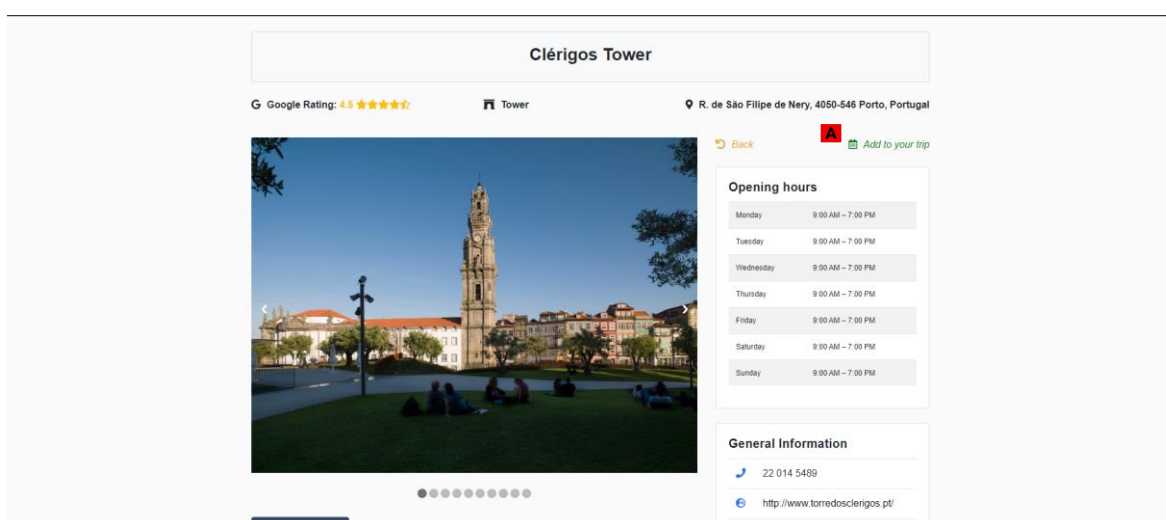 Clérigos Tower
Google Rating: 4.5
Tower
R. de São Filipe de Nery, 4050-546 Porto, Portugal
Back
A
Add to your trip
Opening hours
Monday 9:00 AM – 7:00 PM
Tuesday 9:00 AM – 7:00 PM
Wednesday 9:00 AM – 7:00 PM
Thursday 9:00 AM – 7:00 PM
Friday 9:00 AM – 7:00 PM
Saturday 9:00 AM – 7:00 PM
Sunday 9:00 AM – 7:00 PM
General Information
22 014 5489
http://www.torredosclerigos.pt/